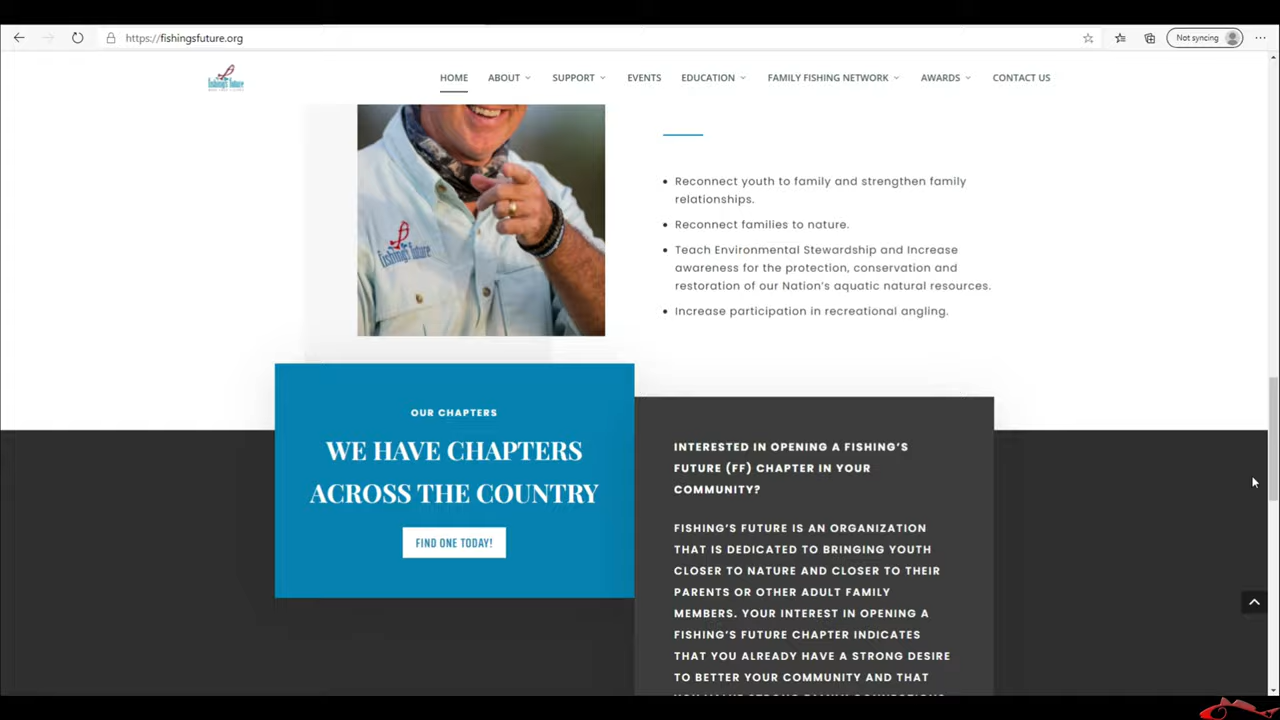 https://fishingsfuture.org
Not syncing
fishing's future
HOME ABOUT SUPPORT EVENTS EDUCATION FAMILY FISHING NETWORK AWARDS CONTACT US
fishing's future
• Reconnect youth to family and strengthen family
relationships.
• Reconnect families to nature.
• Teach Environmental Stewardship and Increase
awareness for the protection, conservation and
restoration of our Nation's aquatic natural resources.
• Increase participation in recreational angling.
OUR CHAPTERS
WE HAVE CHAPTERS
ACROSS THE COUNTRY
FIND ONE TODAY!
INTERESTED IN OPENING A FISHING'S
FUTURE (FF) CHAPTER IN YOUR
COMMUNITY?
FISHING'S FUTURE IS AN ORGANIZATION
THAT IS DEDICATED TO BRINGING YOUTH
CLOSER TO NATURE AND CLOSER TO THEIR
PARENTS OR OTHER ADULT FAMILY
MEMBERS. YOUR INTEREST IN OPENING A
FISHING'S FUTURE CHAPTER INDICATES
THAT YOU ALREADY HAVE A STRONG DESIRE
TO BETTER YOUR COMMUNITY AND THAT